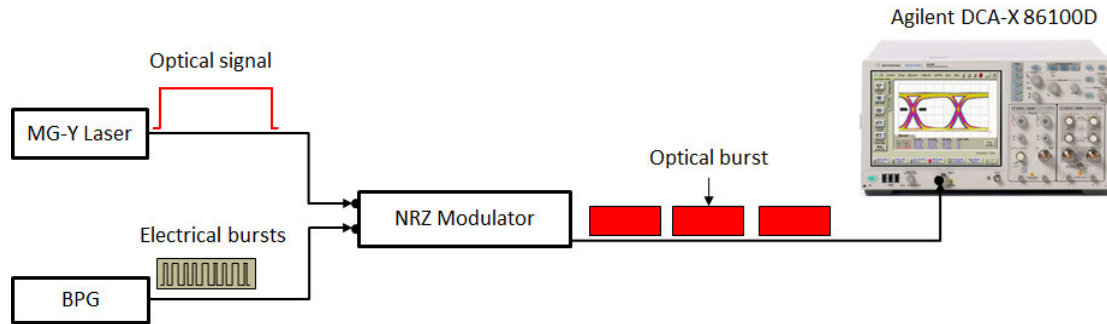 Agilent DCA-X 86100D
Optical signal
MG-Y Laser
Optical burst
NRZ Modulator
Electrical bursts
BPG